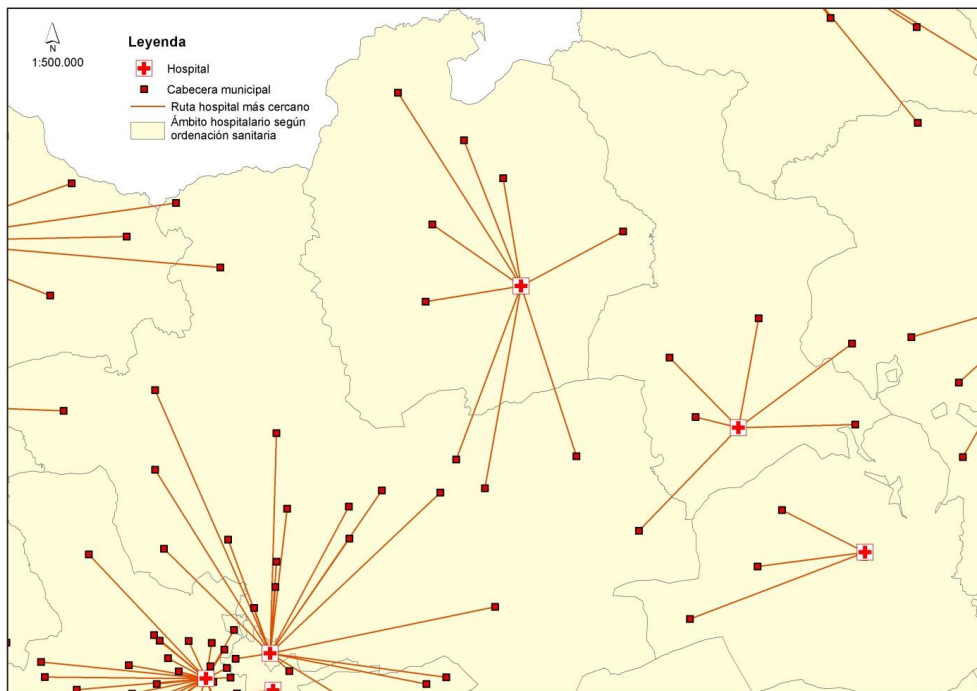 N
1:500.000
Leyenda
Hospital
Cabecera municipal
Ruta hospital más cercano
Ámbito hospitalario según
ordenación sanitaria